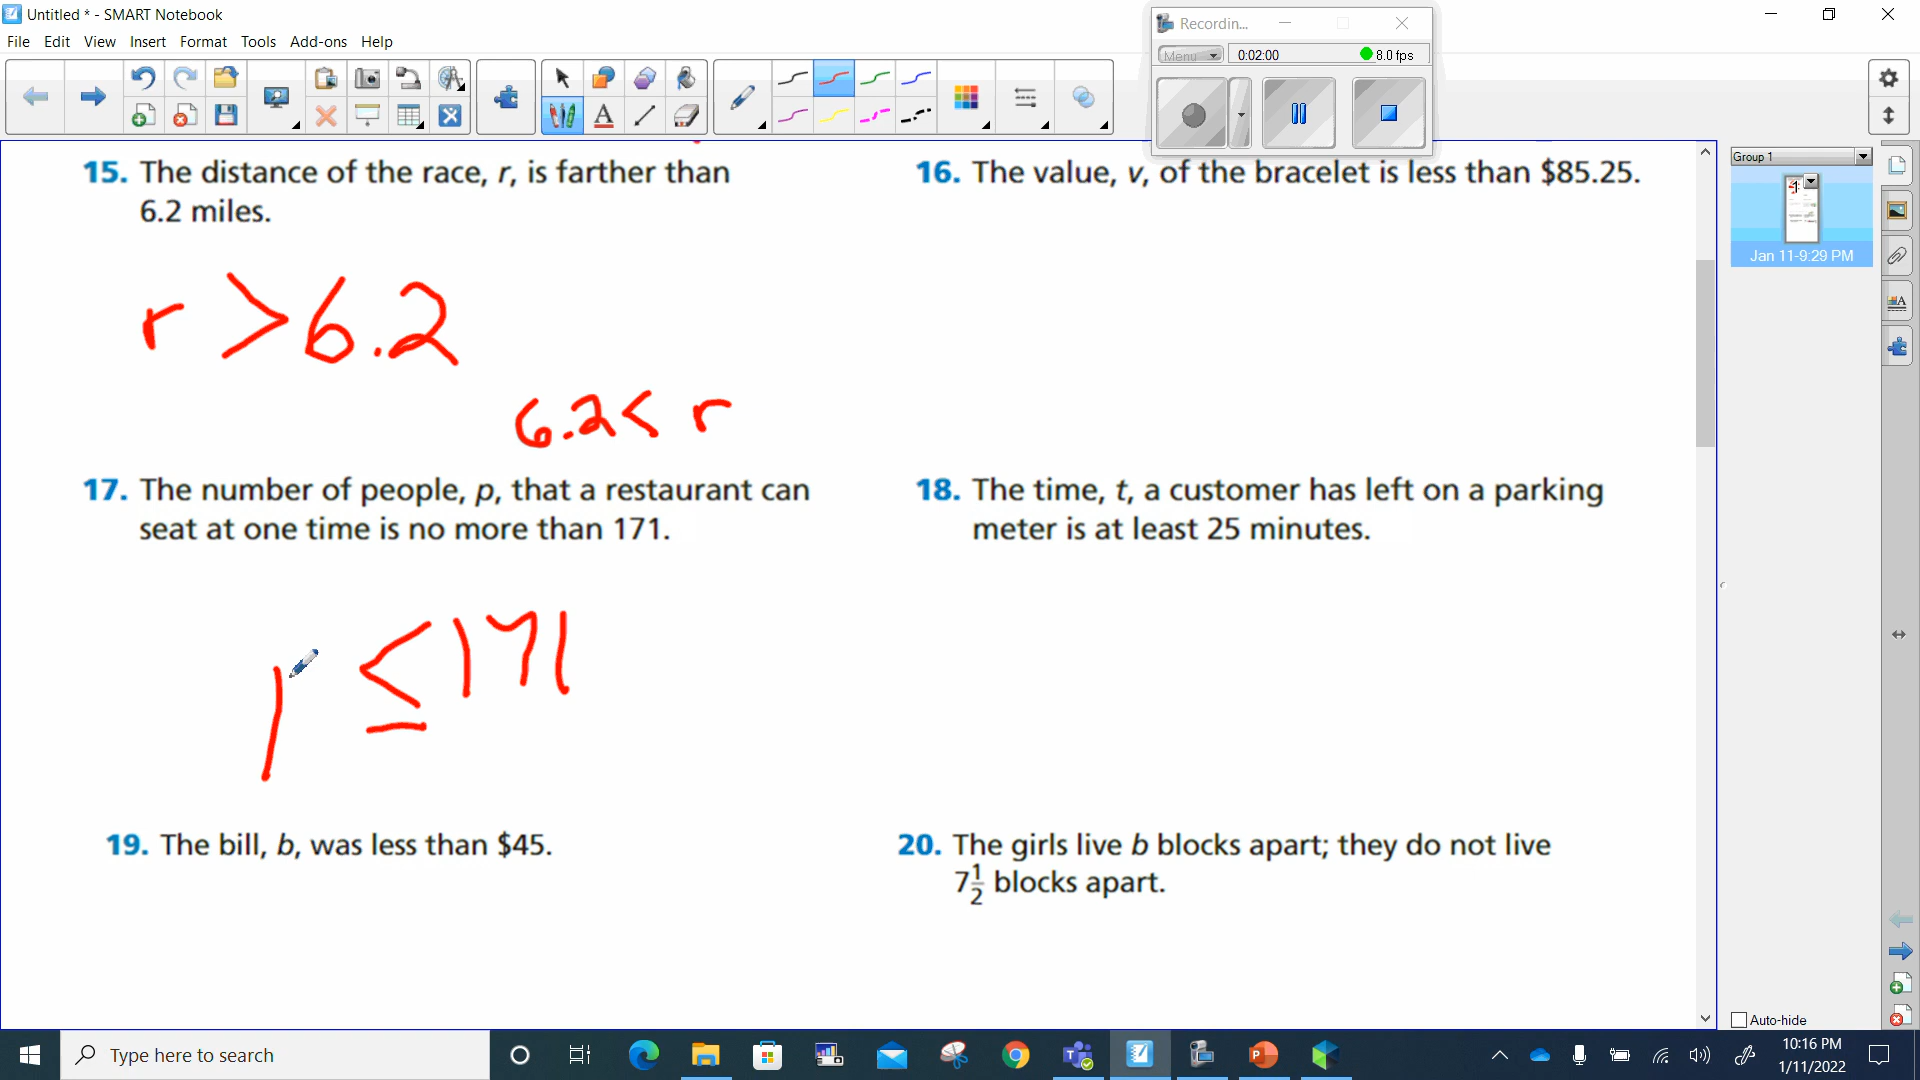 Untitled * - SMART Notebook
File Edit View Insert Format Tools Add-ons Help
Recordin...
Menu 0:02:00 8.0 fps
15. The distance of the race, r, is farther than
6.2 miles.
r > 6.2
6.2 < r
16. The value, v, of the bracelet is less than $85.25.
17. The number of people, p, that a restaurant can
seat at one time is no more than 171.
≤ 171
18. The time, t, a customer has left on a parking
meter is at least 25 minutes.
19. The bill, b, was less than $45.
20. The girls live b blocks apart; they do not live
7 1/2 blocks apart.
Group 1
1
Jan 11-9:29 PM
Auto-hide
Type here to search
10:16 PM
1/11/2022